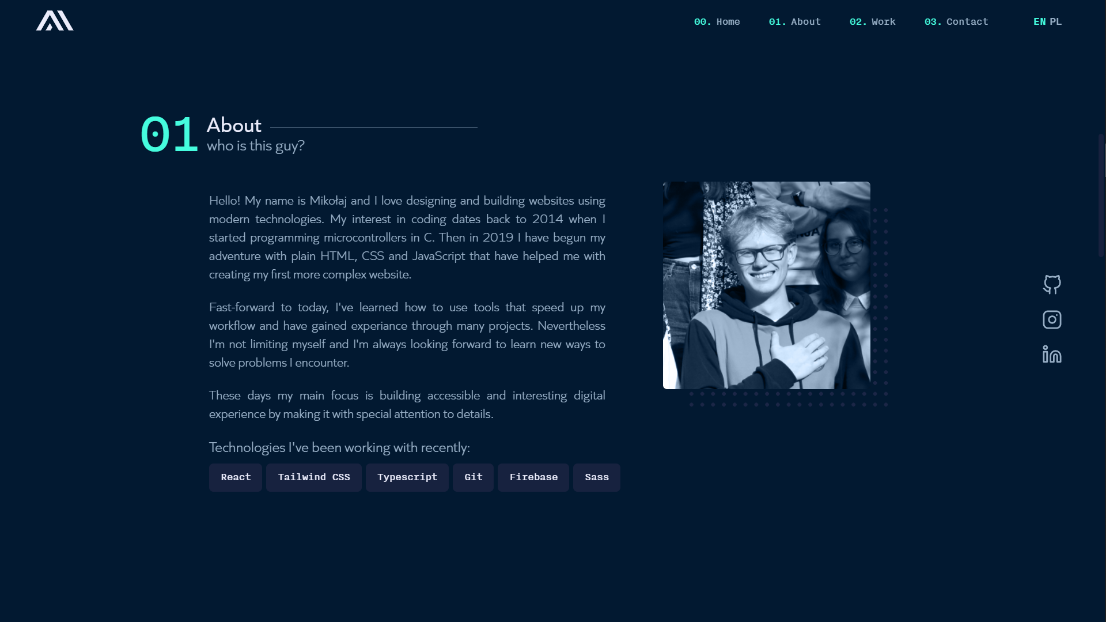 00. Home 01. About 02. Work 03. Contact EN PL
01 About
who is this guy?
Hello! My name is Mikołaj and I love designing and building websites using
modern technologies. My interest in coding dates back to 2014 when I
started programming microcontrollers in C. Then in 2019 I have begun my
adventure with plain HTML, CSS and JavaScript that have helped me with
creating my first more complex website.
Fast-forward to today, I've learned how to use tools that speed up my
workflow and have gained experiance through many projects. Nevertheless
I'm not limiting myself and I'm always looking forward to learn new ways to
solve problems I encounter.
These days my main focus is building accessible and interesting digital
experience by making it with special attention to details.
Technologies I've been working with recently:
React Tailwind CSS Typescript Git Firebase Sass